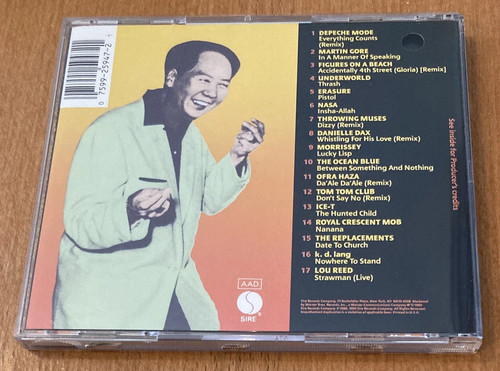 1 DEPECHE MODE
Everything Counts
(Remix)
2 MARTIN GORE
In A Manner Of Speaking
3 FIGURES ON A BEACH
Accidentally 4th Street (Gloria) [Remix]
4 UNDERWORLD
Thrash
5 ERASURE
Pistol
6 NASA
Insha-Allah
7 THROWING MUSES
Dizzy (Remix)
8 DANIELLE DAX
Whistling For His Love (Remix)
9 MORRISSEY
Lucky Lisp
10 THE OCEAN BLUE
Between Something And Nothing
11 OFRA HAZA
Da'Ale Da'Ale (Remix)
12 TOM TOM CLUB
Don't Say No (Remix)
13 ICE-T
The Hunted Child
14 ROYAL CRESCENT MOB
Nanana
15 THE REPLACEMENTS
Date To Church
16 k. d. lang
Nowhere To Stand
17 LOU REED
Strawman (Live)
See Inside for Producer's credits
0 7599-25947-2 1
AAD
SIRE